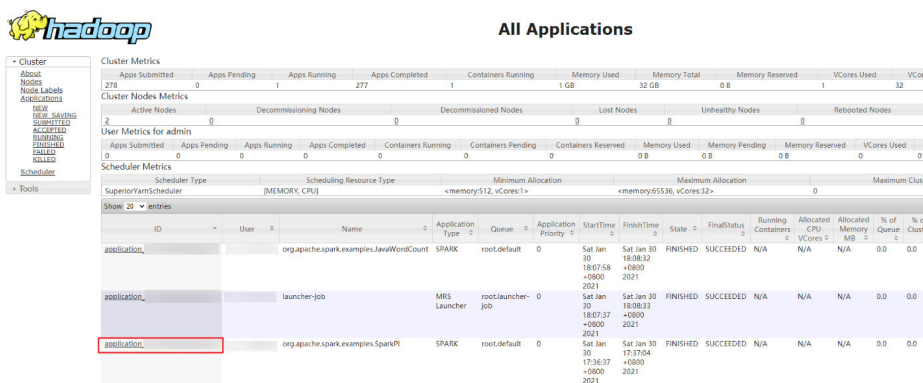 hadoop
All Applications
Cluster
About
Nodes
Node Labels
Applications
NEW
NEW_SAVING
SUBMITTED
ACCEPTED
RUNNING
FINISHED
FAILED
KILLED
Scheduler
Tools
Cluster Metrics
Apps Submitted Apps Pending Apps Running Apps Completed Containers Running Memory Used Memory Total Memory Reserved VCores Used
278 0 1 277 1 1 GB 32 GB 0 B 1 32
Cluster Nodes Metrics
Active Nodes Decommissioning Nodes Decommissioned Nodes Lost Nodes Unhealthy Nodes Rebooted Nodes
2 0 0 0 0 0
User Metrics for admin
Apps Submitted Apps Pending Apps Running Apps Completed Containers Running Containers Pending Containers Reserved Memory Used Memory Pending Memory Reserved VCores Used
0 0 0 0 0 0 0 0 B 0 B 0 B 0 0
Scheduler Metrics
Scheduler Type Scheduling Resource Type Minimum Allocation Maximum Allocation Maximum Clus
SuperiorYarnScheduler [MEMORY, CPU] <memory:512, vCores:1> <memory:65536, vCores:32> 0
Show 20 entries
ID User Name Application Type Queue Application Priority StartTime FinishTime State FinalStatus Running Containers Allocated CPU VCores Allocated Memory MB % of Queue % of Clust
application_ org.apache.spark.examples.JavaWordCount SPARK root.default 0 Sat Jan 30 18:07:58 +0800 2021 Sat Jan 30 18:08:32 +0800 2021 FINISHED SUCCEEDED N/A N/A N/A 0.0 0.0
application_ launcher-job MRS Launcher root.launcher-job 0 Sat Jan 30 18:07:37 +0800 2021 Sat Jan 30 18:08:33 +0800 2021 FINISHED SUCCEEDED N/A N/A N/A 0.0 0.0
application_ org.apache.spark.examples.SparkPi SPARK root.default 0 Sat Jan 30 17:36:37 +0800 2021 Sat Jan 30 17:37:04 +0800 2021 FINISHED SUCCEEDED N/A N/A N/A 0.0 0.0